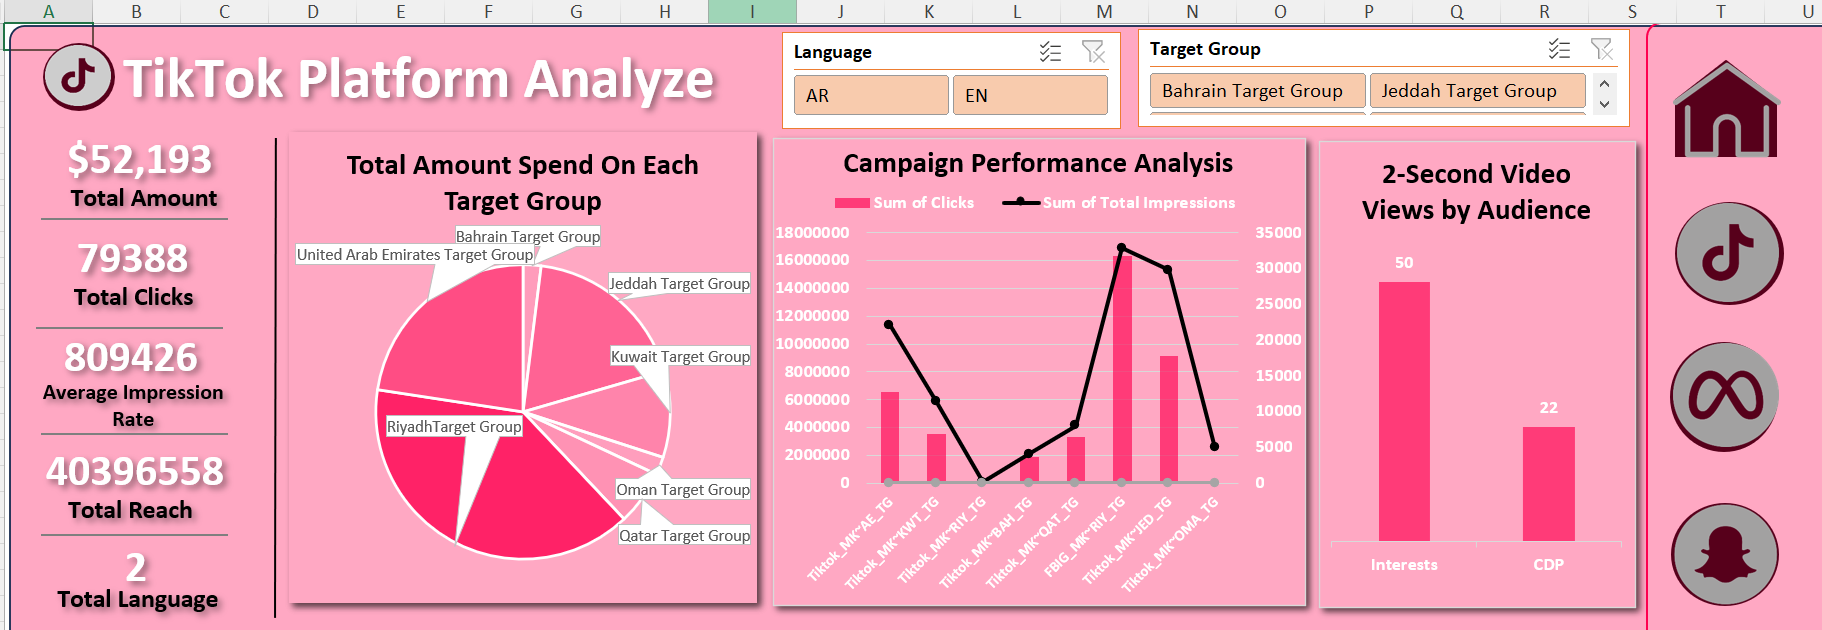 A B C D E F G H I J K L M N O P Q R S T U
TikTok Platform Analyze
Language
AR
EN
Target Group
Bahrain Target Group
Jeddah Target Group
$52,193
Total Amount
79388
Total Clicks
809426
Average Impression
Rate
40396558
Total Reach
2
Total Language
Total Amount Spend On Each
Target Group
Bahrain Target Group
United Arab Emirates Target Group
Jeddah Target Group
Kuwait Target Group
RiyadhTarget Group
Oman Target Group
Qatar Target Group
Campaign Performance Analysis
Sum of Clicks
Sum of Total Impressions
18000000
16000000
14000000
12000000
10000000
8000000
6000000
4000000
2000000
0
35000
30000
25000
20000
15000
10000
5000
0
Tiktok_MK~AE_TG
Tiktok_MK~KWT_TG
Tiktok_MK~RIY_TG
Tiktok_MK~BAH_TG
Tiktok_MK~QAT_TG
FBIG_MK~RIY_TG
Tiktok_MK~JED_TG
Tiktok_MK~OMA_TG
2-Second Video
Views by Audience
50
22
Interests
CDP